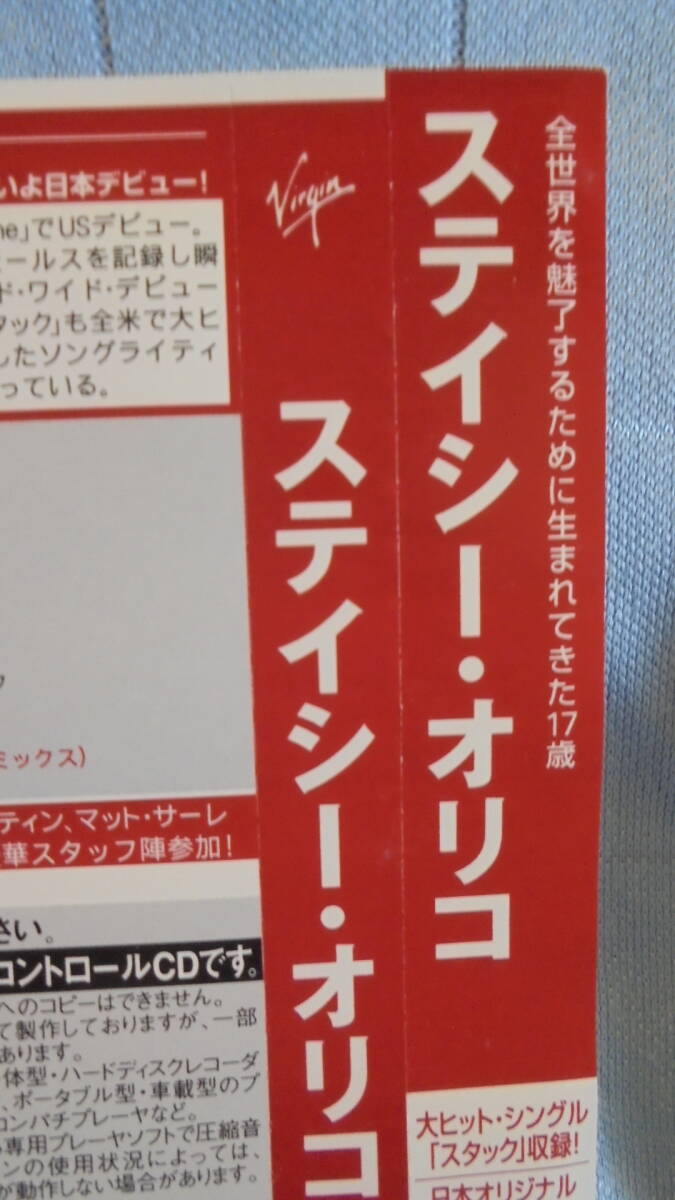 全世界を魅了するために生まれてきた17歳
ステイシー・オリコ
大ヒット・シングル
「スタック」収録!
日本オリジナル
Virgin
ステイシー・オリコ
いよ日本デビュー!
ne」でUSデビュー。
ールスを記録し瞬
ド・ワイド・デビュー
タック」も全米で大ヒ
したソングライティ
っている。
ミックス)
ティン、マット・サーレ
華スタッフ陣参加!
さい。
コントロールCDです。
へのコピーはできません。
て製作しておりますが、一部
あります。
体型・ハードディスクレコーダ
、ポータブル型・車載型のプ
コンパチプレーヤなど。
専用プレーヤソフトで圧縮音
ンの使用状況によっては、
が動作しない場合があります。